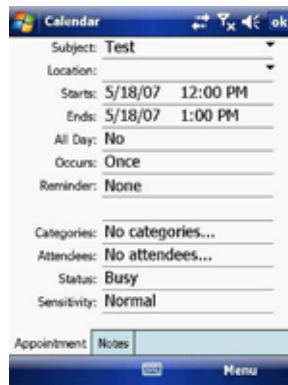 Calendar ok
Subject: Test
Location:
Starts: 5/18/07 12:00 PM
Ends: 5/18/07 1:00 PM
All Day: No
Occurs: Once
Reminder: None
Categories: No categories...
Attendees: No attendees...
Status: Busy
Sensitivity: Normal
Appointment Notes
Menu